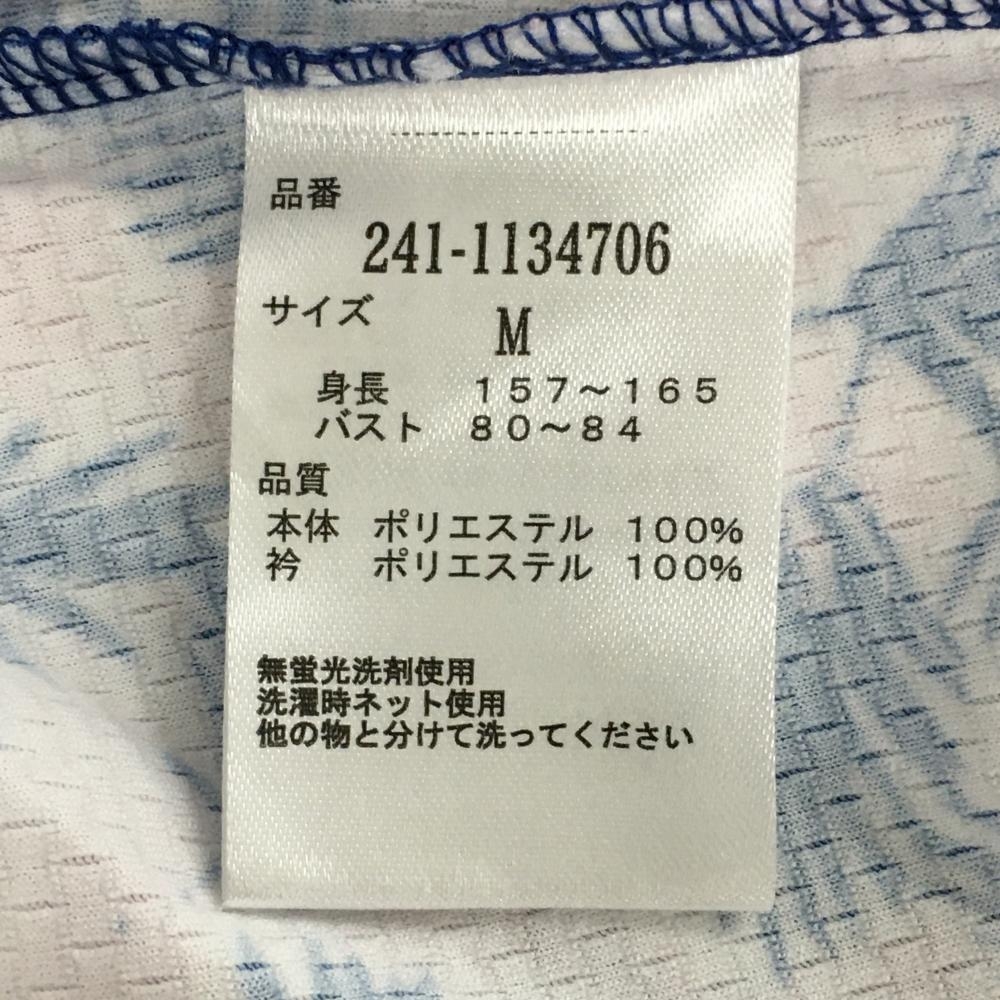 品番
241-1134706
サイズ
M
身長 157～165
バスト 80～84
品質
本体 ポリエステル 100%
衿 ポリエステル 100%
無蛍光洗剤使用
洗濯時ネット使用
他の物と分けて洗ってください